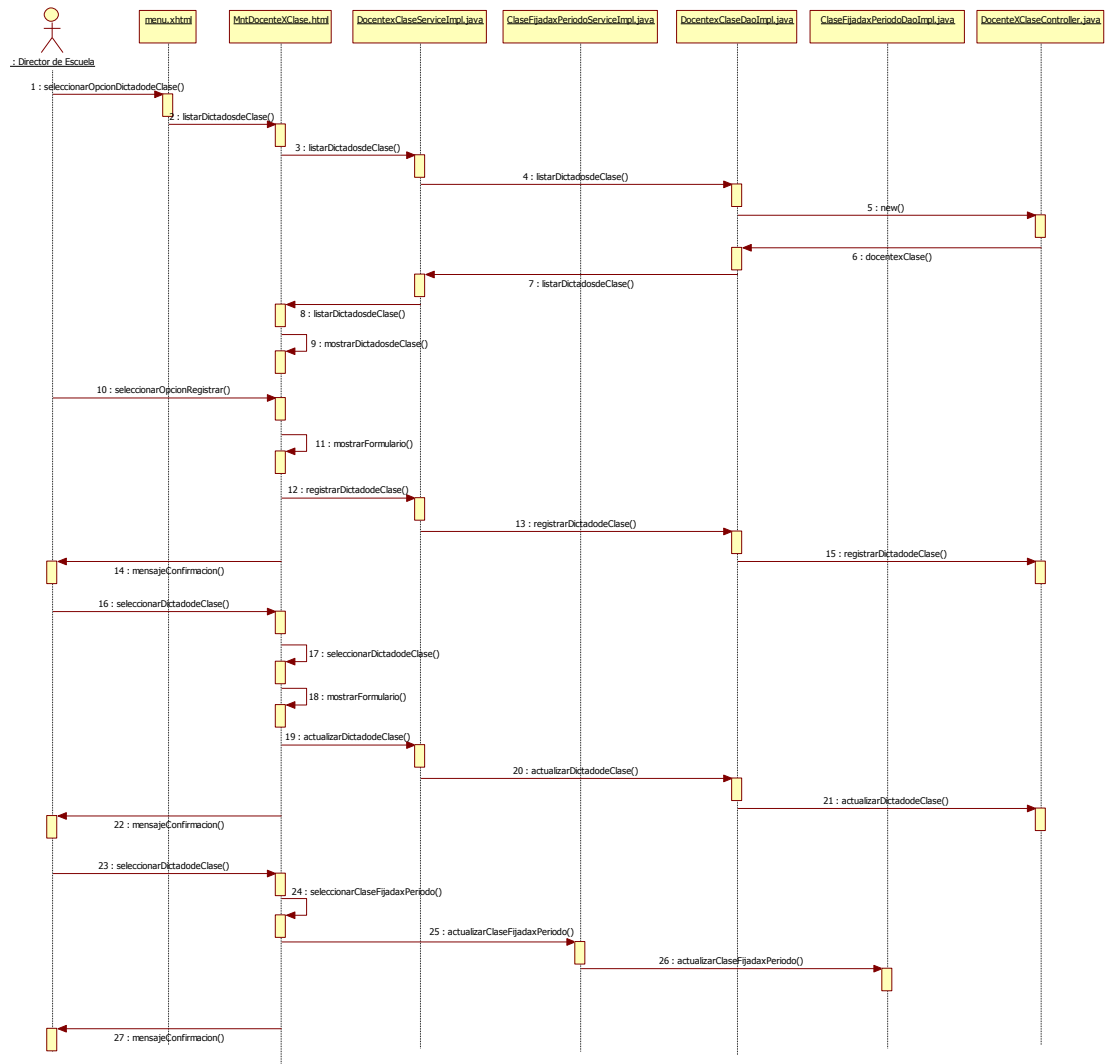 menu.xhtml
MntDocenteXClase.html
DocentexClaseServiceImpl.java
ClaseFijadaxPeriodoServiceImpl.java
DocentexClaseDaoImpl.java
ClaseFijadaxPeriodoDaoImpl.java
DocenteXClaseController.java
: Director de Escuela
1 : seleccionarOpcionDictadodeClase()
2 : listarDictadosdeClase()
3 : listarDictadosdeClase()
4 : listarDictadosdeClase()
5 : new()
6 : docentexClase()
7 : listarDictadosdeClase()
8 : listarDictadosdeClase()
9 : mostrarDictadosdeClase()
10 : seleccionarOpcionRegistrar()
11 : mostrarFormulario()
12 : registrarDictadodeClase()
13 : registrarDictadodeClase()
15 : registrarDictadodeClase()
14 : mensajeConfirmacion()
16 : seleccionarDictadodeClase()
17 : seleccionarDictadodeClase()
18 : mostrarFormulario()
19 : actualizarDictadodeClase()
20 : actualizarDictadodeClase()
21 : actualizarDictadodeClase()
22 : mensajeConfirmacion()
23 : seleccionarDictadodeClase()
24 : seleccionarClaseFijadaxPeriodo()
25 : actualizarClaseFijadaxPeriodo()
26 : actualizarClaseFijadaxPeriodo()
27 : mensajeConfirmacion()